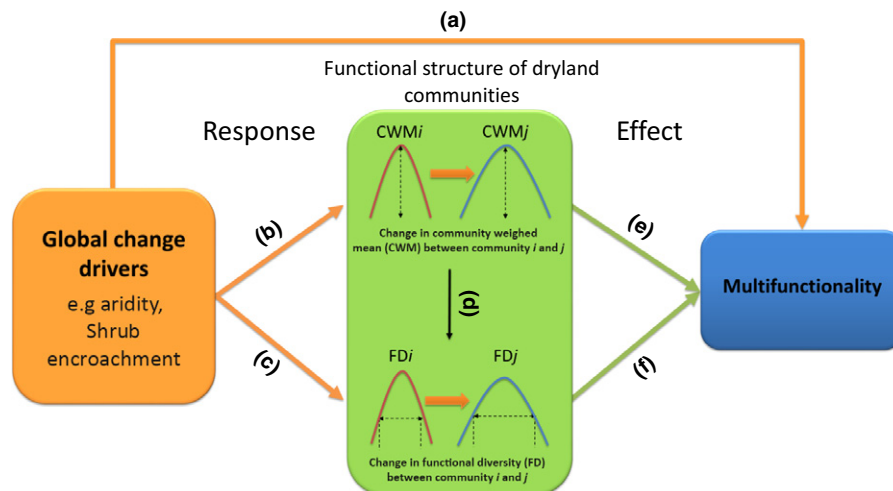 (a)
Functional structure of dryland
communities
Response
Effect
CWMi
CWMj
Change in community weighed
mean (CWM) between community i and j
(b)
(e)
Global change
drivers
e.g aridity,
Shrub
encroachment
Multifunctionality
(d)
(c)
(f)
FDi
FDj
Change in functional diversity (FD)
between community i and j